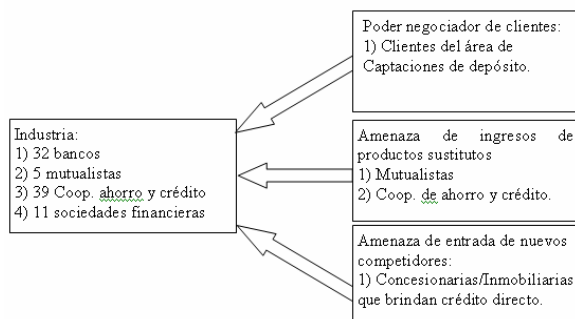 Poder negociador de clientes:
1) Clientes del área de
Captaciones de depósito.
Industria:
1) 32 bancos
2) 5 mutualistas
3) 39 Coop. ahorro y crédito
4) 11 sociedades financieras
Amenaza de ingresos de
productos sustitutos
1) Mutualistas
2) Coop. de ahorro y crédito.
Amenaza de entrada de nuevos
competidores:
1) Concesionarias/Inmobiliarias
que brindan crédito directo.